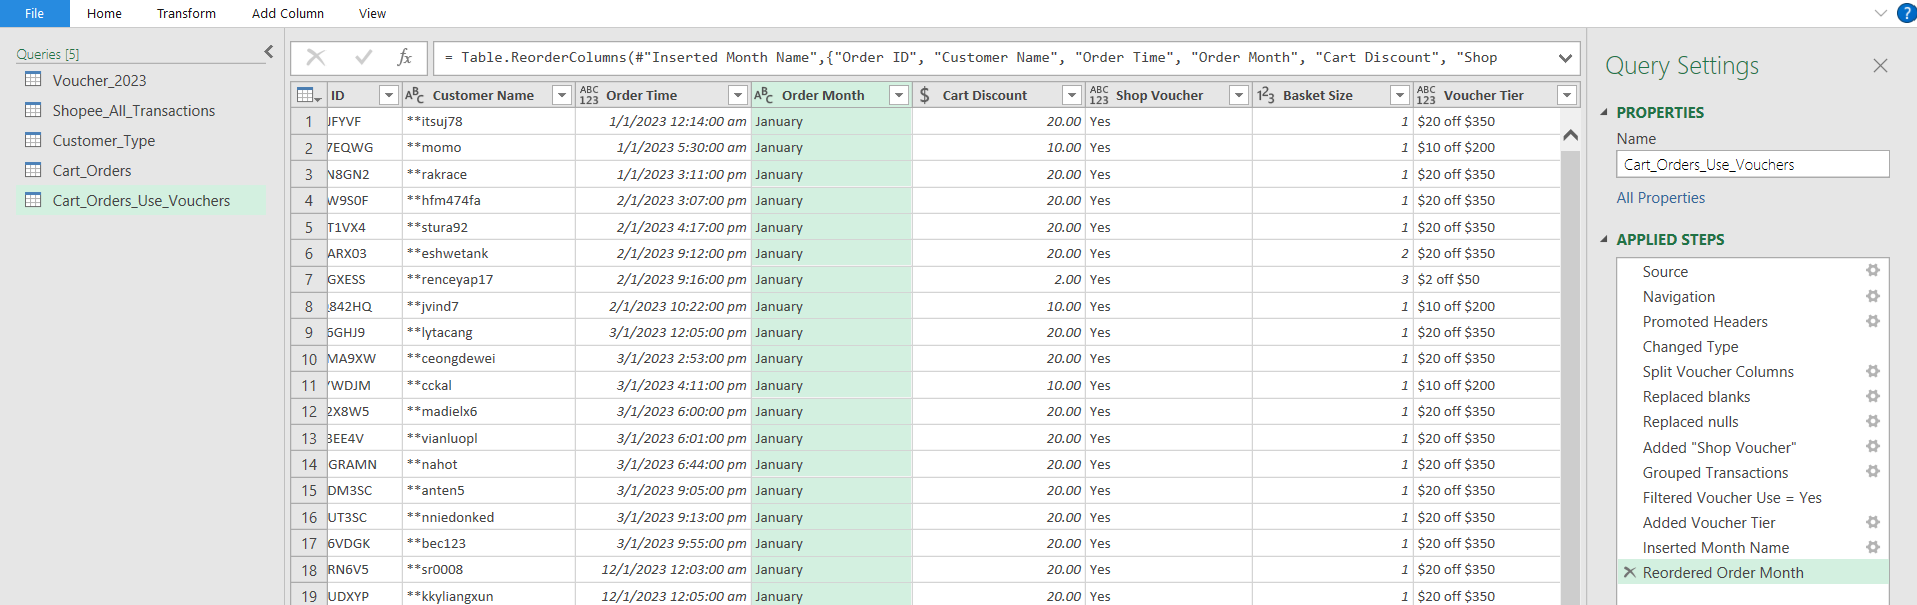 File Home Transform Add Column View ?
Queries [5]
Voucher_2023
Shopee_All_Transactions
Customer_Type
Cart_Orders
Cart_Orders_Use_Vouchers
fx = Table.ReorderColumns(#"Inserted Month Name",{"Order ID", "Customer Name", "Order Time", "Order Month", "Cart Discount", "Shop
ID ABC Customer Name ABC 123 Order Time ABC Order Month $ Cart Discount ABC 123 Shop Voucher 123 Basket Size ABC 123 Voucher Tier
1 JFYVF **itsuj78 1/1/2023 12:14:00 am January 20.00 Yes 1 $20 off $350
2 7EQWG **momo 1/1/2023 5:30:00 am January 10.00 Yes 1 $10 off $200
3 N8GN2 **rakrace 1/1/2023 3:11:00 pm January 20.00 Yes 1 $20 off $350
4 W9S0F **hfm474fa 2/1/2023 3:07:00 pm January 20.00 Yes 1 $20 off $350
5 T1VX4 **stura92 2/1/2023 4:17:00 pm January 20.00 Yes 1 $20 off $350
6 ARX03 **eshwetank 2/1/2023 9:12:00 pm January 20.00 Yes 2 $20 off $350
7 GXESS **renceyap17 2/1/2023 9:16:00 pm January 2.00 Yes 3 $2 off $50
8 842HQ **jvind7 2/1/2023 10:22:00 pm January 10.00 Yes 1 $10 off $200
9 6GHJ9 **lytacang 3/1/2023 12:05:00 am January 20.00 Yes 1 $20 off $350
10 MA9XW **ceongdewei 3/1/2023 2:53:00 pm January 20.00 Yes 1 $20 off $350
11 WDJM **cckal 3/1/2023 4:11:00 pm January 10.00 Yes 1 $10 off $200
12 2X8W5 **madielx6 3/1/2023 6:00:00 pm January 20.00 Yes 1 $20 off $350
13 3EE4V **vianluopl 3/1/2023 6:01:00 pm January 20.00 Yes 1 $20 off $350
14 GRAMN **nahot 3/1/2023 6:44:00 pm January 20.00 Yes 1 $20 off $350
15 DM3SC **anten5 3/1/2023 9:05:00 pm January 20.00 Yes 1 $20 off $350
16 UT3SC **nniedonked 3/1/2023 9:13:00 pm January 20.00 Yes 1 $20 off $350
17 6VDGK **bec123 3/1/2023 9:55:00 pm January 20.00 Yes 1 $20 off $350
18 RN6V5 **sr0008 12/1/2023 12:03:00 am January 20.00 Yes 1 $20 off $350
19 UDXYP **kkyliangxun 12/1/2023 12:05:00 am January 20.00 Yes 1 $20 off $350
Query Settings
PROPERTIES
Name
Cart_Orders_Use_Vouchers
All Properties
APPLIED STEPS
Source
Navigation
Promoted Headers
Changed Type
Split Voucher Columns
Replaced blanks
Replaced nulls
Added "Shop Voucher"
Grouped Transactions
Filtered Voucher Use = Yes
Added Voucher Tier
Inserted Month Name
Reordered Order Month